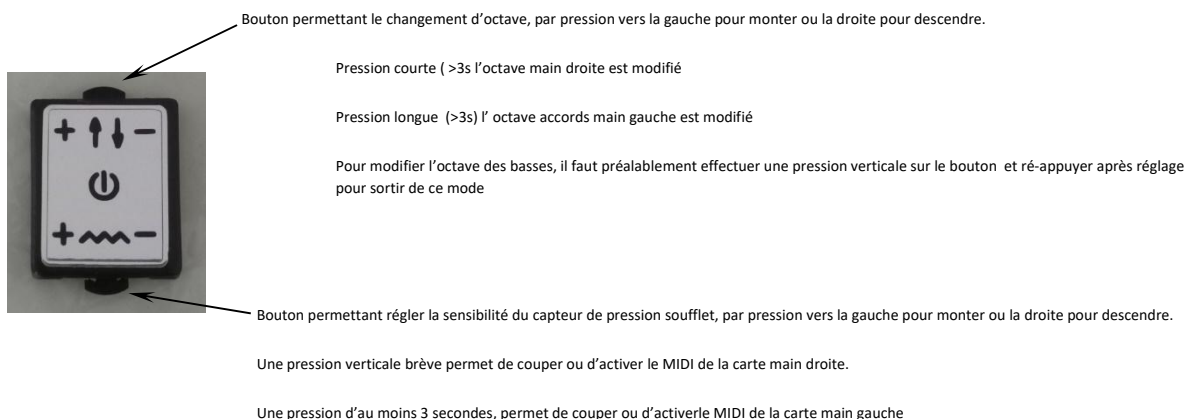 Bouton permettant le changement d’octave, par pression vers la gauche pour monter ou la droite pour descendre.
Pression courte ( >3s l’octave main droite est modifié
Pression longue  (>3s) l’ octave accords main gauche est modifié
Pour modifier l’octave des basses, il faut préalablement effectuer une pression verticale sur le bouton  et ré-appuyer après réglage
pour sortir de ce mode
+ -
+ -
Bouton permettant régler la sensibilité du capteur de pression soufflet, par pression vers la gauche pour monter ou la droite pour descendre.
Une pression verticale brève permet de couper ou d’activer le MIDI de la carte main droite.
Une pression d’au moins 3 secondes, permet de couper ou d’activerle MIDI de la carte main gauche